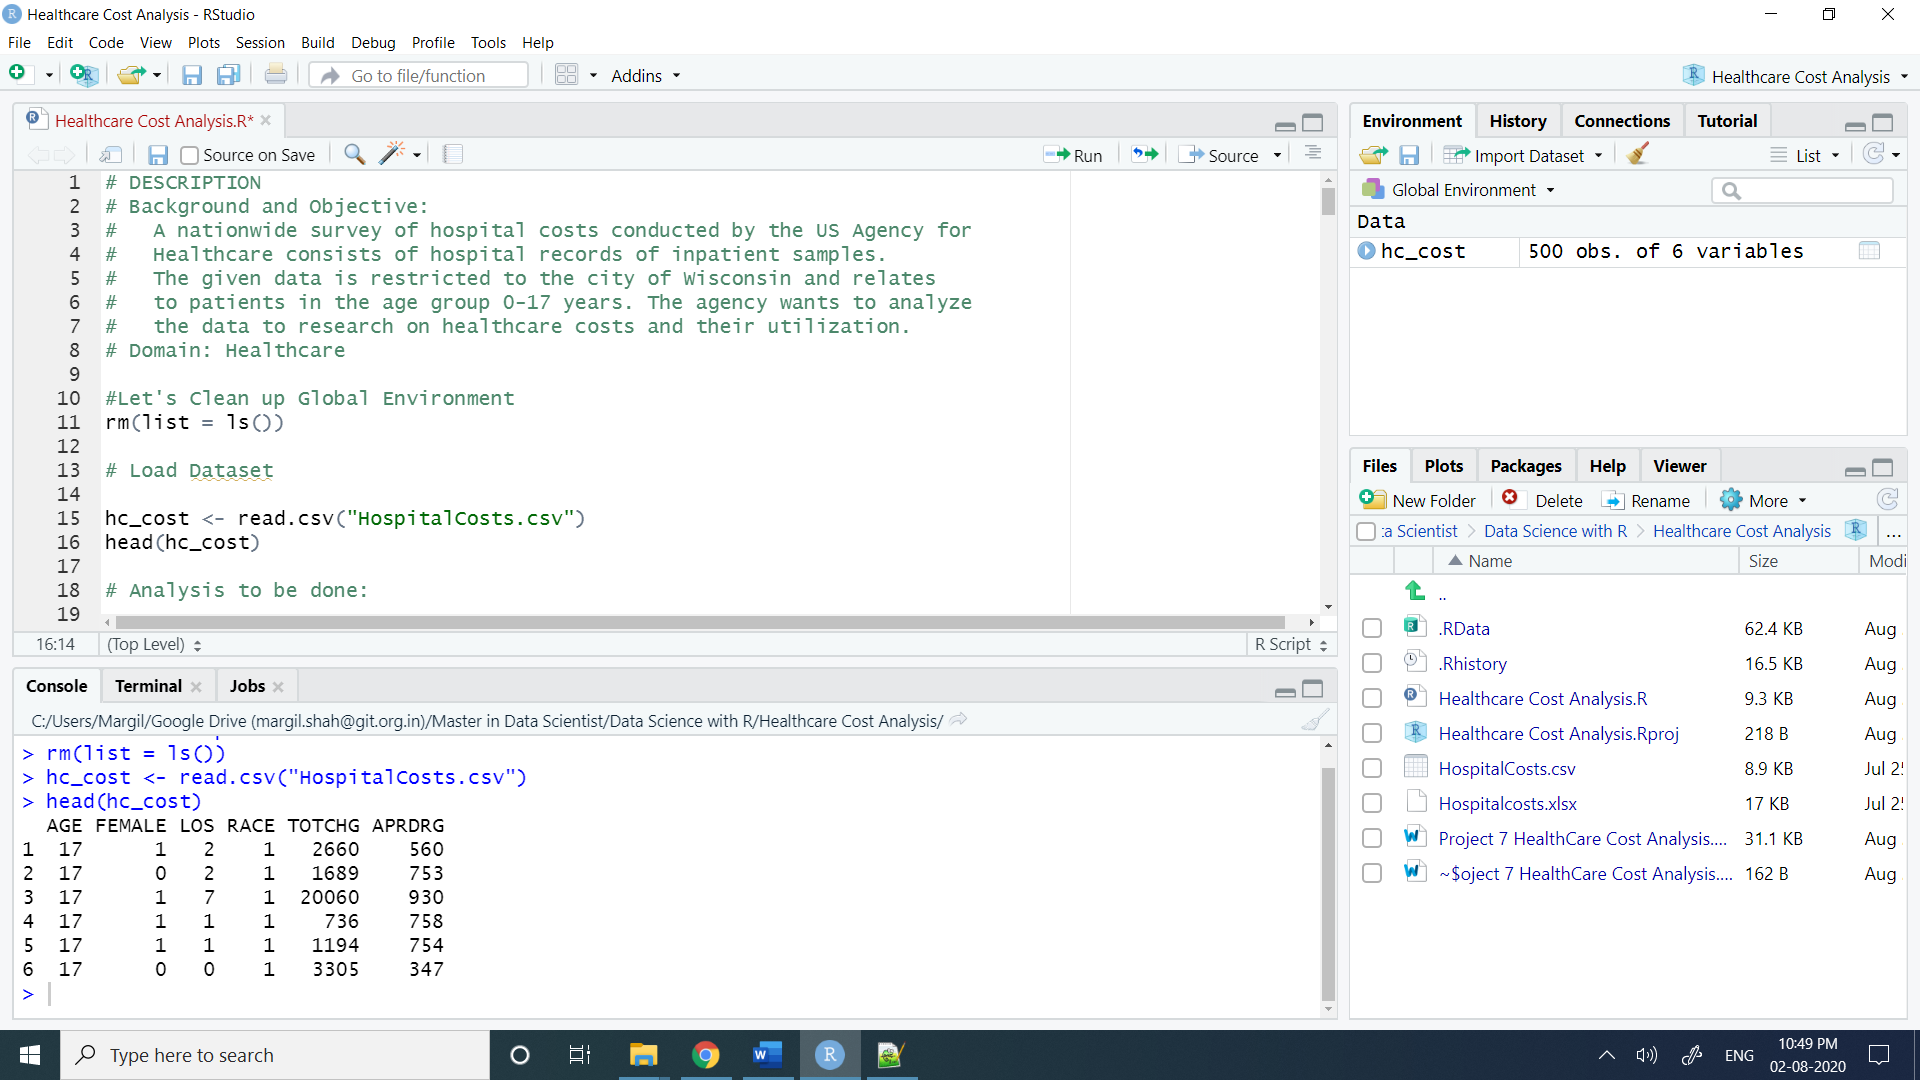 Healthcare Cost Analysis - RStudio
File Edit Code View Plots Session Build Debug Profile Tools Help
Go to file/function Addins Healthcare Cost Analysis
Healthcare Cost Analysis.R*
Source on Save Run Source
1 # DESCRIPTION
2 # Background and Objective:
3 #   A nationwide survey of hospital costs conducted by the US Agency for
4 #   Healthcare consists of hospital records of inpatient samples.
5 #   The given data is restricted to the city of Wisconsin and relates
6 #   to patients in the age group 0-17 years. The agency wants to analyze
7 #   the data to research on healthcare costs and their utilization.
8 # Domain: Healthcare
9
10 #Let's Clean up Global Environment
11 rm(list = ls())
12
13 # Load Dataset
14
15 hc_cost <- read.csv("HospitalCosts.csv")
16 head(hc_cost)
17
18 # Analysis to be done:
19
16:14 (Top Level) R Script
Console Terminal Jobs
C:/Users/Margil/Google Drive (margil.shah@git.org.in)/Master in Data Scientist/Data Science with R/Healthcare Cost Analysis/
> rm(list = ls())
> hc_cost <- read.csv("HospitalCosts.csv")
> head(hc_cost)
  AGE FEMALE LOS RACE TOTCHG APRDRG
1  17      1   2    1   2660    560
2  17      0   2    1   1689    753
3  17      1   7    1  20060    930
4  17      1   1    1    736    758
5  17      1   1    1   1194    754
6  17      0   0    1   3305    347
>
Environment History Connections Tutorial
Import Dataset List
Global Environment
Data
hc_cost 500 obs. of 6 variables
Files Plots Packages Help Viewer
New Folder Delete Rename More
:a Scientist > Data Science with R > Healthcare Cost Analysis ...
Name Size Modi
..
.RData 62.4 KB Aug
.Rhistory 16.5 KB Aug
Healthcare Cost Analysis.R 9.3 KB Aug
Healthcare Cost Analysis.Rproj 218 B Aug
HospitalCosts.csv 8.9 KB Jul 2
Hospitalcosts.xlsx 17 KB Jul 2
Project 7 HealthCare Cost Analysis.... 31.1 KB Aug
~$oject 7 HealthCare Cost Analysis.... 162 B Aug
Type here to search
ENG
10:49 PM
02-08-2020